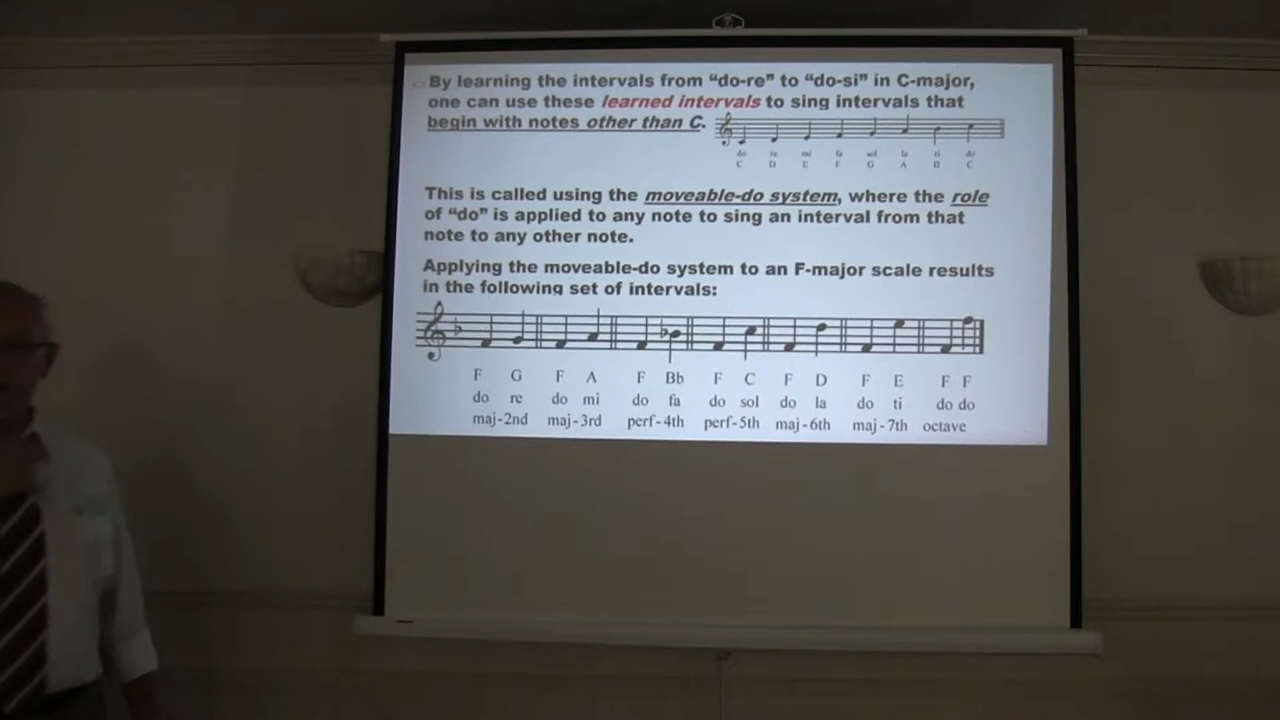 By learning the intervals from “do-re” to “do-si” in C-major,
one can use these learned intervals to sing intervals that
begin with notes other than C.
do re mi fa sol la ti do
C D E F G A B C
This is called using the moveable-do system, where the role
of “do” is applied to any note to sing an interval from that
note to any other note.
Applying the moveable-do system to an F-major scale results
in the following set of intervals:
F G F A F Bb F C F D F E F F
do re do mi do fa do sol do la do ti do do
maj-2nd maj-3rd perf-4th perf-5th maj-6th maj-7th octave